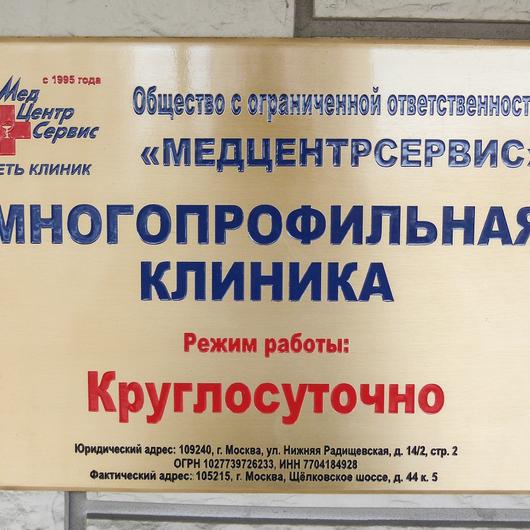 с 1995 года
Мед
Центр
Сервис
ЕТЬ КЛИНИК
Общество с ограниченной ответственност
«МЕДЦЕНТРСЕРВИС»
МНОГОПРОФИЛЬНАЯ
КЛИНИКА
Режим работы:
Круглосуточно
Юридический адрес: 109240, г. Москва, ул. Нижняя Радищевская, д. 14/2, стр. 2
ОГРН 1027739726233, ИНН 7704184928
Фактический адрес: 105215, г. Москва, Щёлковское шоссе, д. 44 к. 5